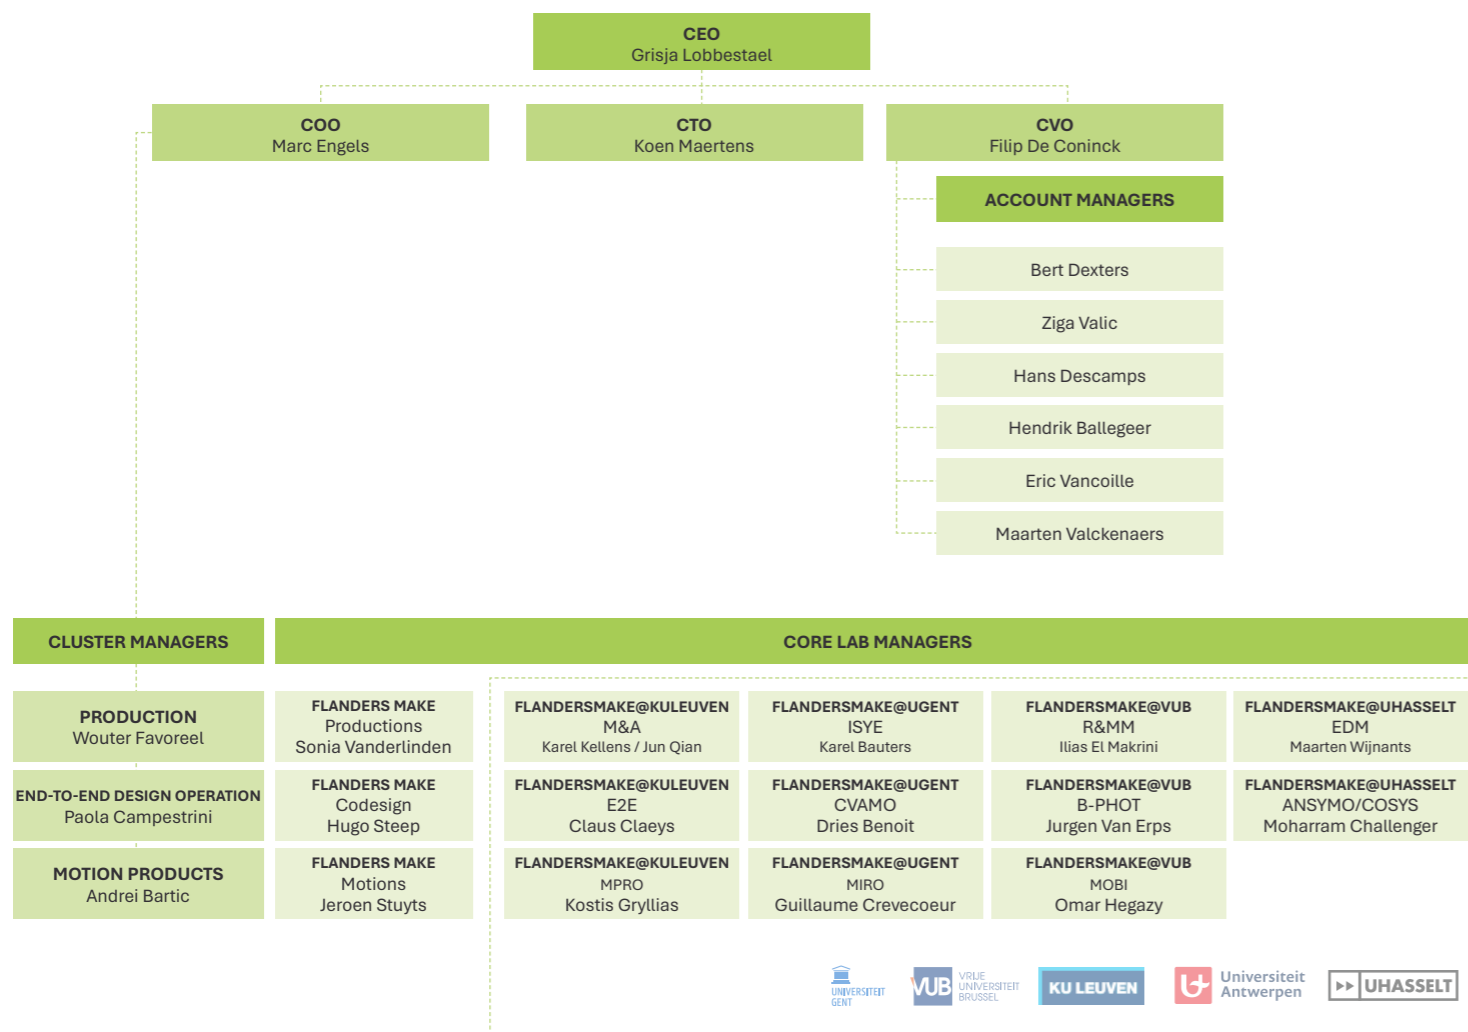 CEO
Grisja Lobbestael
COO
Marc Engels
CTO
Koen Maertens
CVO
Filip De Coninck
ACCOUNT MANAGERS
Bert Dexters
Ziga Valic
Hans Descamps
Hendrik Ballegeer
Eric Vancoille
Maarten Valckenaers
CLUSTER MANAGERS
CORE LAB MANAGERS
PRODUCTION
Wouter Favoreel
FLANDERS MAKE
Productions
Sonia Vanderlinden
FLANDERSMAKE@KULEUVEN
M&A
Karel Kellens / Jun Qian
FLANDERSMAKE@UGENT
ISYE
Karel Bauters
FLANDERSMAKE@VUB
R&MM
Ilias El Makrini
FLANDERSMAKE@UHASSELT
EDM
Maarten Wijnants
END-TO-END DESIGN OPERATION
Paola Campestrini
FLANDERS MAKE
Codesign
Hugo Steep
FLANDERSMAKE@KULEUVEN
E2E
Claus Claeys
FLANDERSMAKE@UGENT
CVAMO
Dries Benoit
FLANDERSMAKE@VUB
B-PHOT
Jurgen Van Erps
FLANDERSMAKE@UHASSELT
ANSYMO/COSYS
Moharram Challenger
MOTION PRODUCTS
Andrei Bartic
FLANDERS MAKE
Motions
Jeroen Stuyts
FLANDERSMAKE@KULEUVEN
MPRO
Kostis Gryllias
FLANDERSMAKE@UGENT
MIRO
Guillaume Crevecoeur
FLANDERSMAKE@VUB
MOBI
Omar Hegazy
UNIVERSITEIT
GENT
VUB
VRIJE
UNIVERSITEIT
BRUSSEL
KU LEUVEN
Universiteit
Antwerpen
UHASSELT